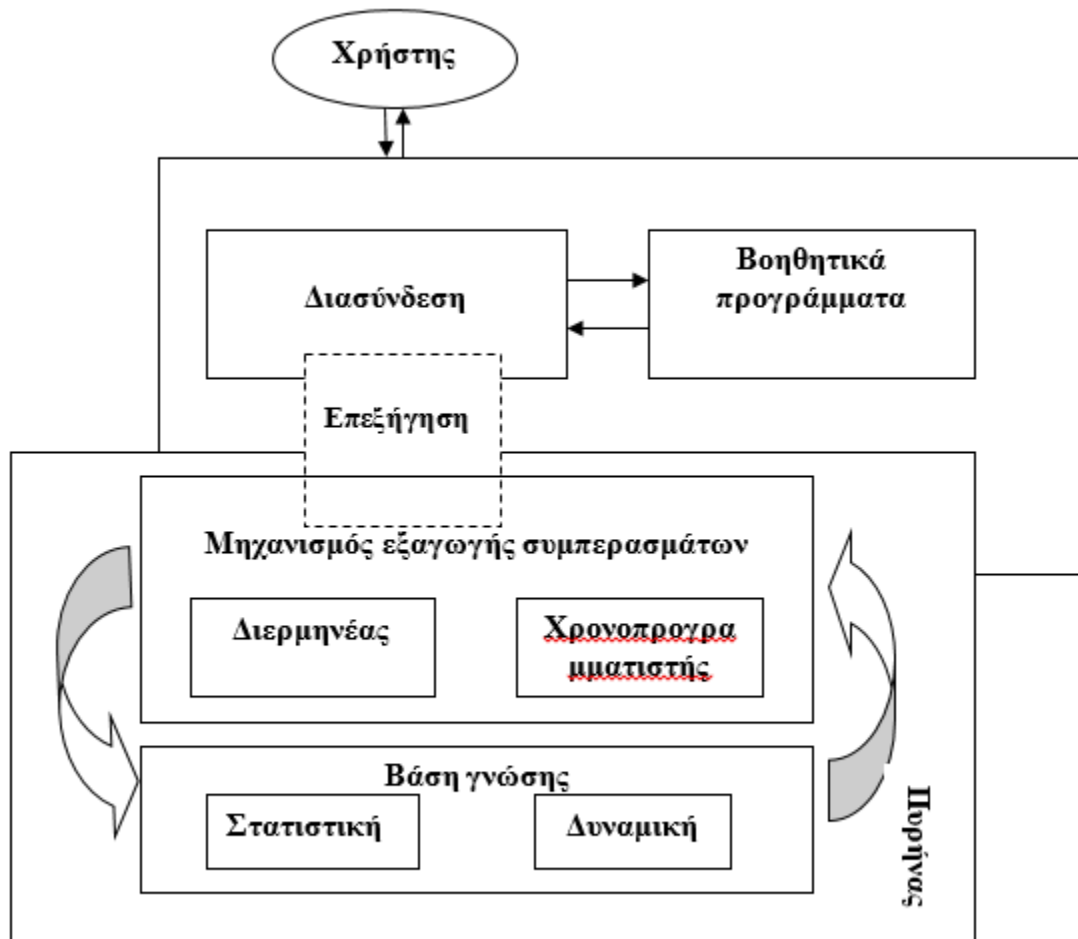 Χρήστης
Διασύνδεση
Βοηθητικά
προγράμματα
Επεξήγηση
Μηχανισμός εξαγωγής συμπερασμάτων
Διερμηνέας
Χρονοπρογρα
μματιστής
Βάση γνώσης
Στατιστική
Δυναμική
Πυρήνας